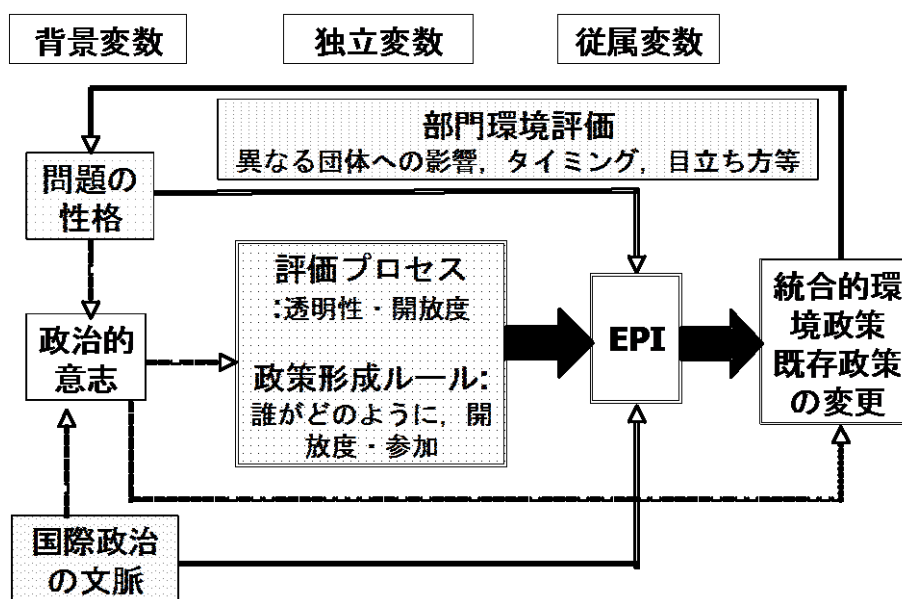 背景変数
独立変数
従属変数
部門環境評価
異なる団体への影響，タイミング，目立ち方等
問題の
性格
評価プロセス
:透明性・開放度
政策形成ルール:
誰がどのように，開
放度・参加
EPI
統合的環
境政策
既存政策
の変更
政治的
意志
国際政治
の文脈